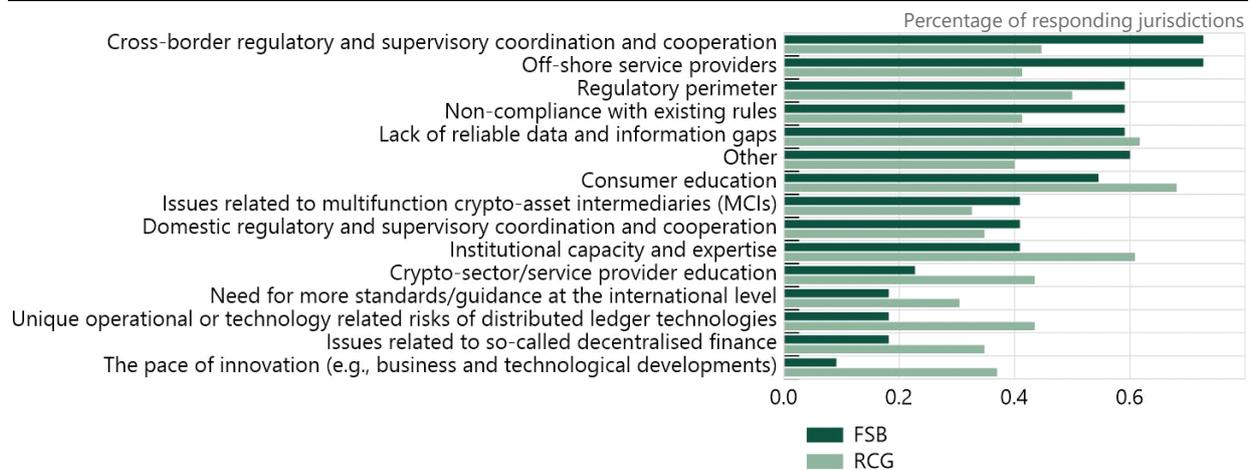 Percentage of responding jurisdictions
Cross-border regulatory and supervisory coordination and cooperation
Off-shore service providers
Regulatory perimeter
Non-compliance with existing rules
Lack of reliable data and information gaps
Other
Consumer education
Issues related to multifunction crypto-asset intermediaries (MCIs)
Domestic regulatory and supervisory coordination and cooperation
Institutional capacity and expertise
Crypto-sector/service provider education
Need for more standards/guidance at the international level
Unique operational or technology related risks of distributed ledger technologies
Issues related to so-called decentralised finance
The pace of innovation (e.g., business and technological developments)
0.0 0.2 0.4 0.6
FSB
RCG